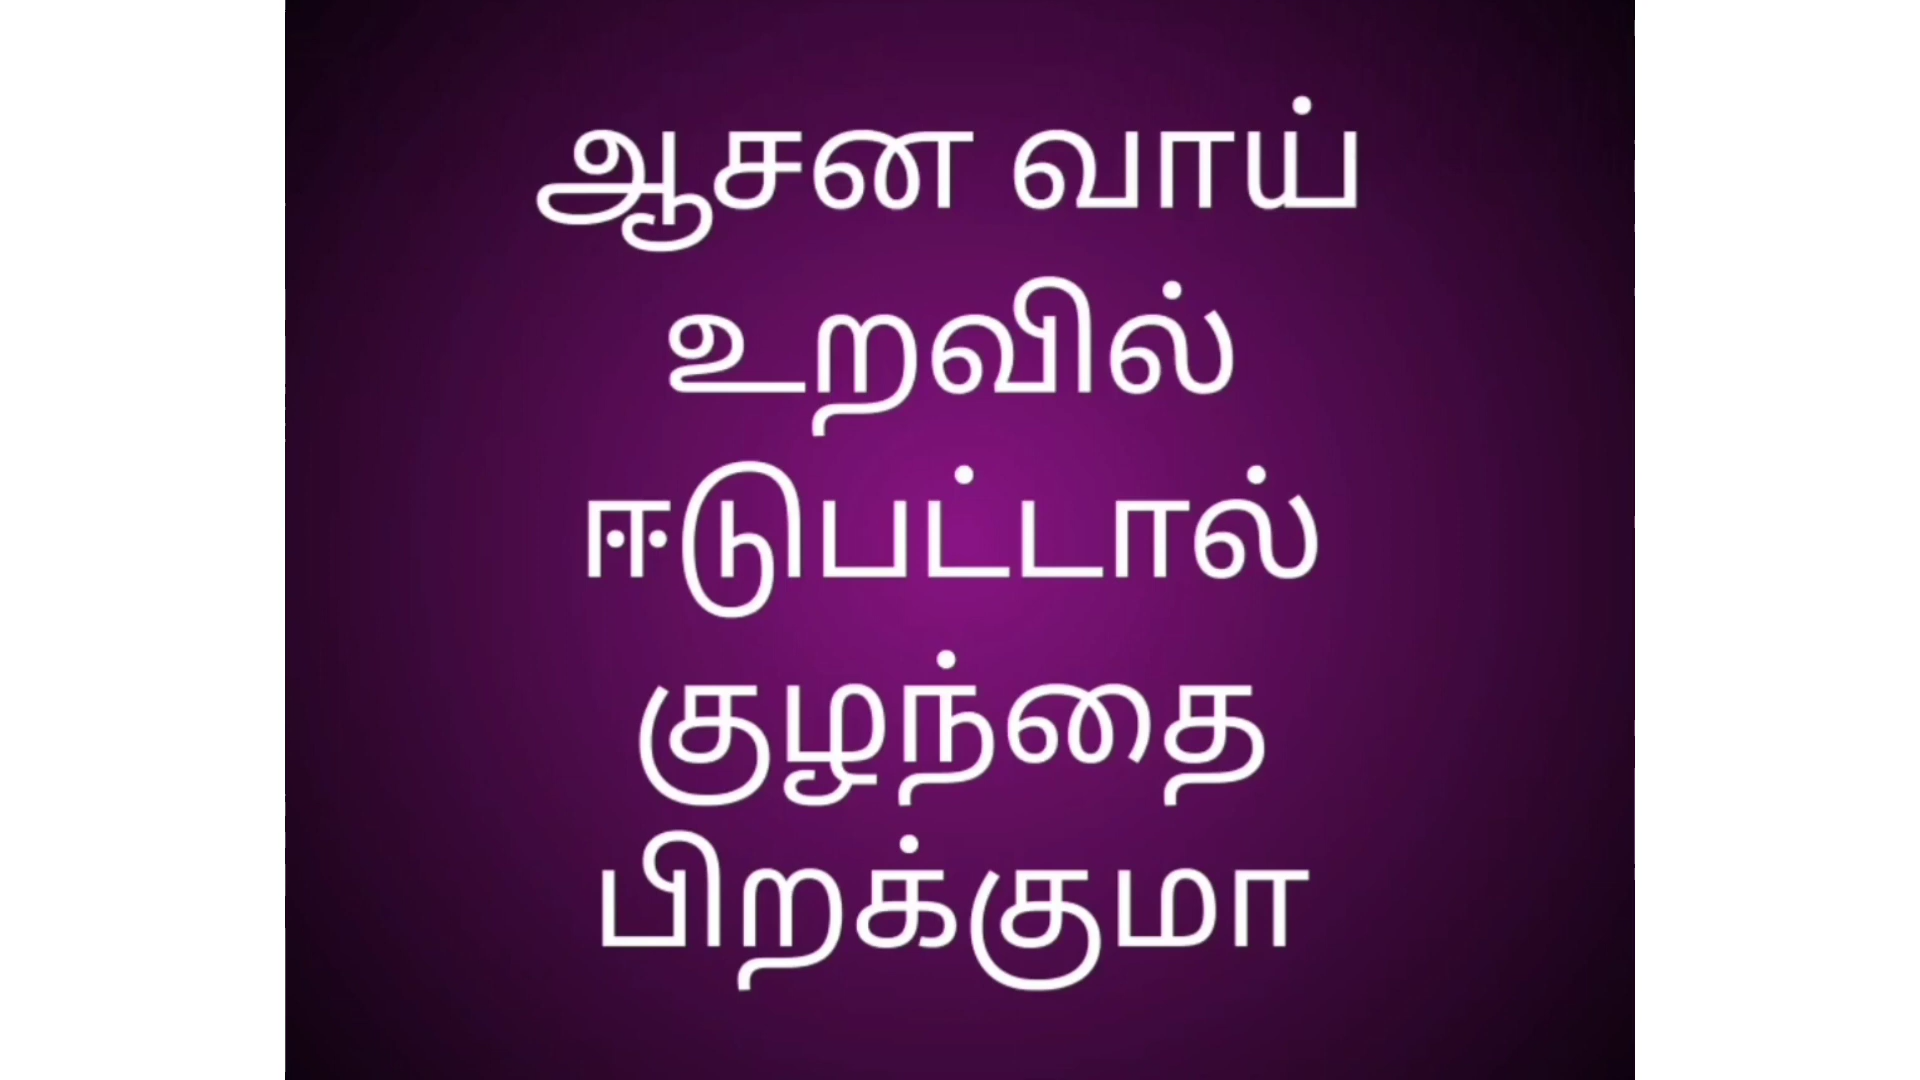 ஆசன வாய்
உறவில்
ஈடுபட்டால்
குழந்தை
பிறக்குமா